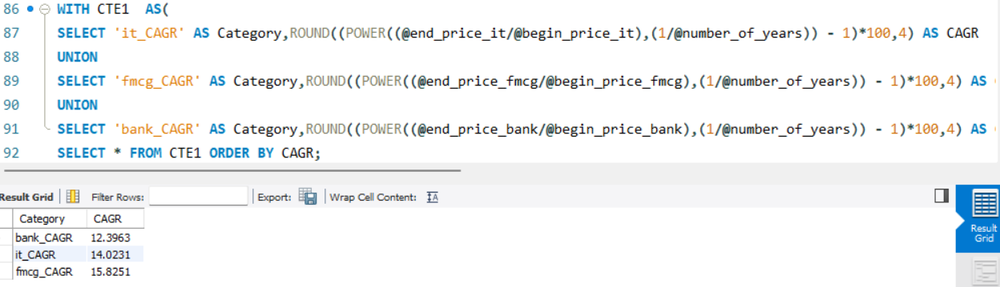 86 WITH CTE1 AS(
87 SELECT 'it_CAGR' AS Category,ROUND((POWER((@end_price_it/@begin_price_it),(1/@number_of_years)) - 1)*100,4) AS CAGR
88 UNION
89 SELECT 'fmcg_CAGR' AS Category,ROUND((POWER((@end_price_fmcg/@begin_price_fmcg),(1/@number_of_years)) - 1)*100,4) AS
90 UNION
91 SELECT 'bank_CAGR' AS Category,ROUND((POWER((@end_price_bank/@begin_price_bank),(1/@number_of_years)) - 1)*100,4) AS
92 SELECT * FROM CTE1 ORDER BY CAGR;
Result Grid Filter Rows: Export: Wrap Cell Content: IA
Category CAGR
bank_CAGR 12.3963
it_CAGR 14.0231
fmcg_CAGR 15.8251
Result
Grid